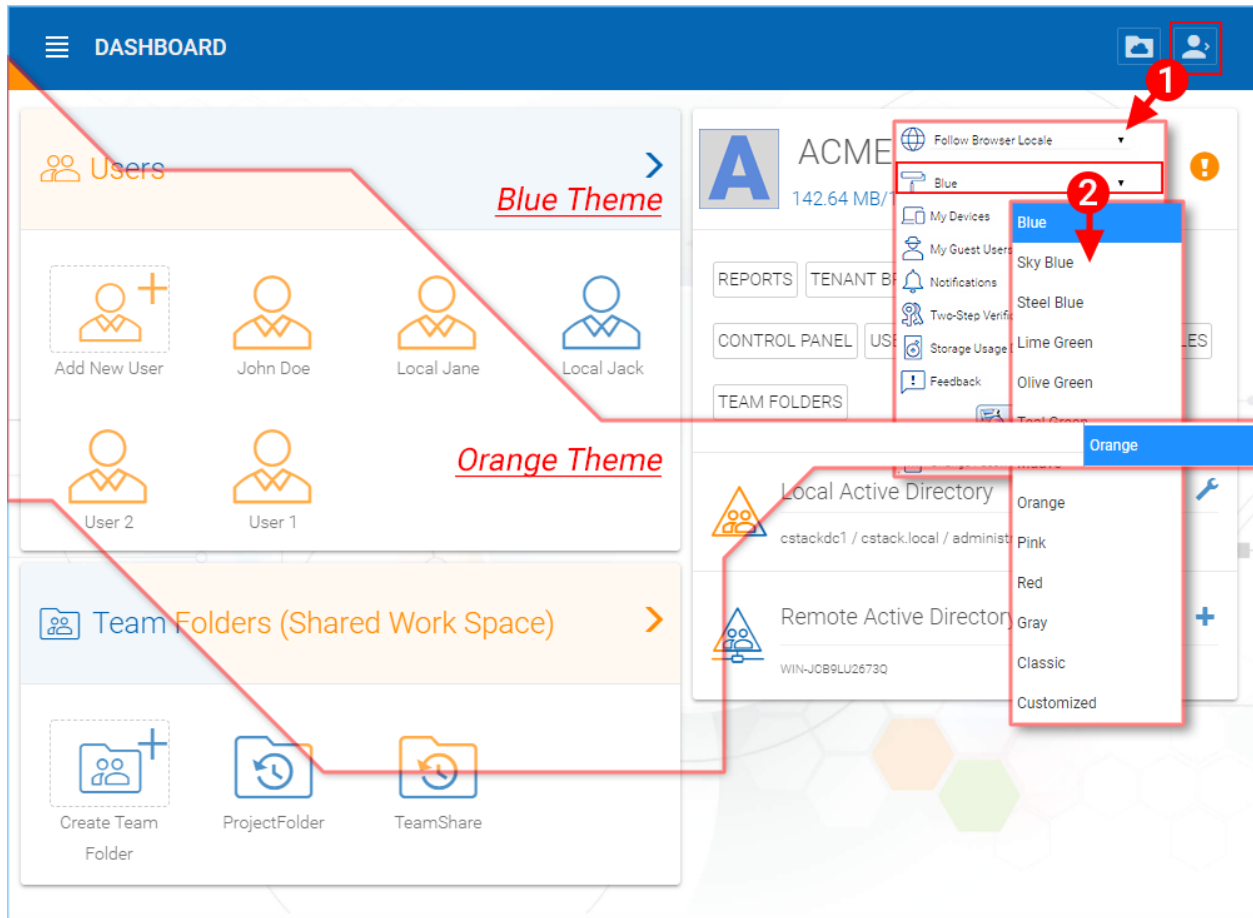 DASHBOARD
1
Users
Blue Theme
Add New User
John Doe
Local Jane
Local Jack
Orange Theme
User 2
User 1
Team Folders (Shared Work Space)
Create Team
Folder
ProjectFolder
TeamShare
A
ACME
142.64 MB/1
REPORTS
TENANT
CONTROL PANEL
TEAM FOLDERS
Follow Browser Locale
Blue
2
My Devices
My Guest Users
Notifications
Two-Step Verific
Storage Usage
Feedback
Blue
Sky Blue
Steel Blue
Lime Green
Olive Green
Teal Green
Orange
Orange
Pink
Red
Gray
Classic
Customized
Local Active Directory
cstackdc1 / cstack.local / administ
Remote Active Directory
WIN-JCB9LU2673Q